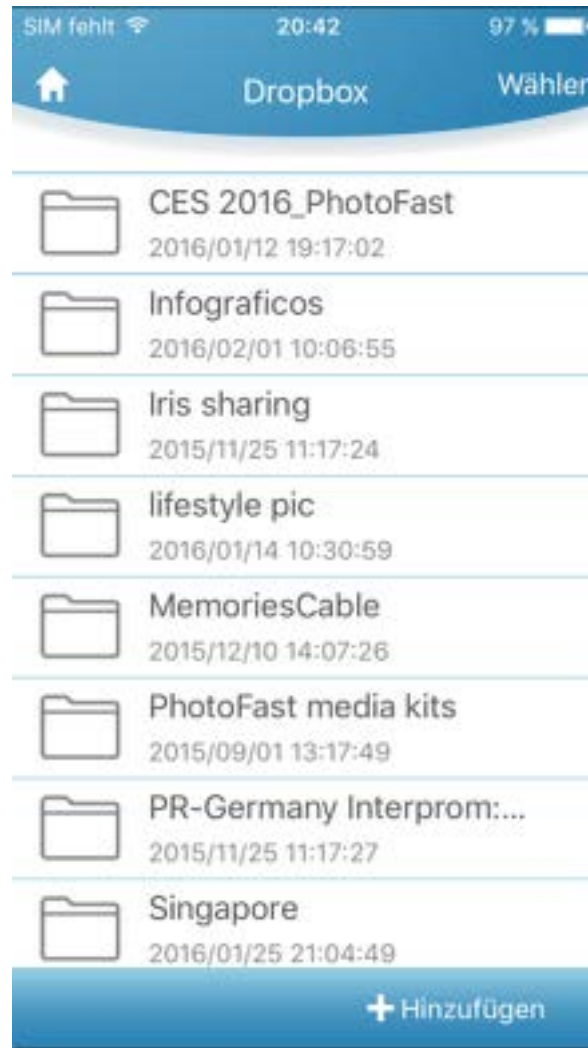 SIM fehlt 20:42 97 %
Dropbox
Wähler
CES 2016_PhotoFast
2016/01/12 19:17:02
Infograficos
2016/02/01 10:06:55
Iris sharing
2015/11/25 11:17:24
lifestyle pic
2016/01/14 10:30:59
MemoriesCable
2015/12/10 14:07:26
PhotoFast media kits
2015/09/01 13:17:49
PR-Germany Interprom:...
2015/11/25 11:17:27
Singapore
2016/01/25 21:04:49
+ Hinzufügen